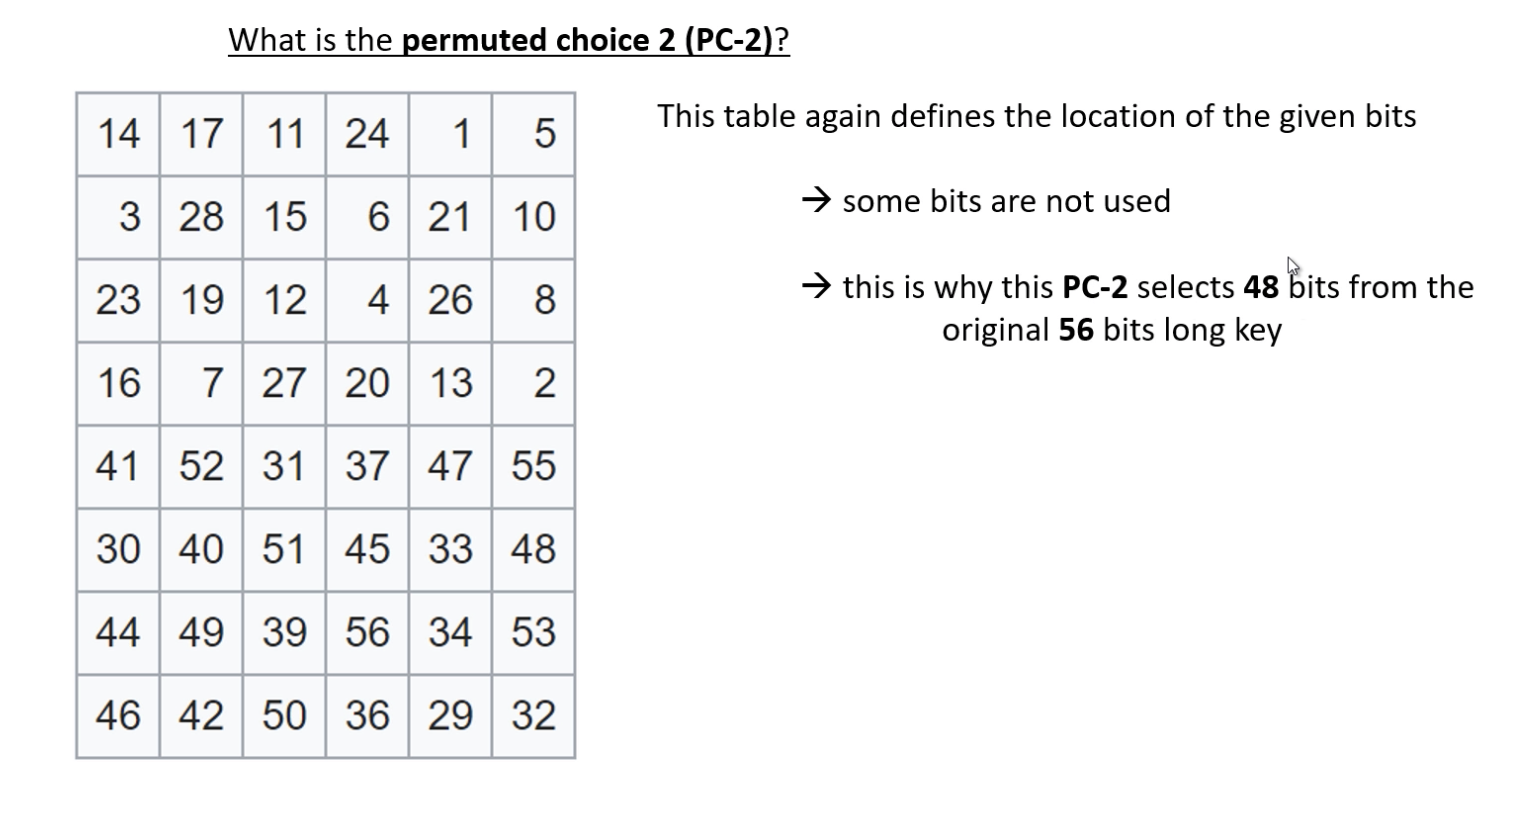 What is the permuted choice 2 (PC-2)?
14 17 11 24 1 5
3 28 15 6 21 10
23 19 12 4 26 8
16 7 27 20 13 2
41 52 31 37 47 55
30 40 51 45 33 48
44 49 39 56 34 53
46 42 50 36 29 32
This table again defines the location of the given bits
→ some bits are not used
→ this is why this PC-2 selects 48 bits from the
original 56 bits long key